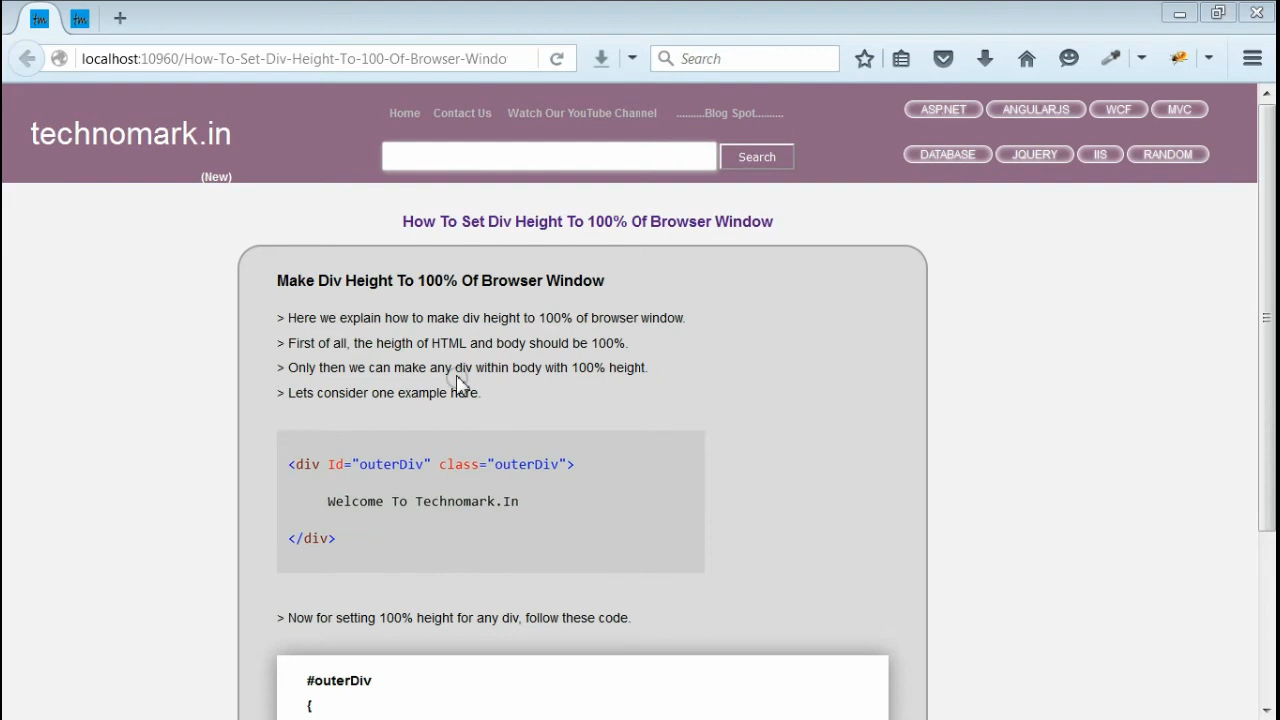 tm tm
localhost:10960/How-To-Set-Div-Height-To-100-Of-Browser-Windo
Search
Home Contact Us Watch Our YouTube Channel ..........Blog Spot..........
ASP.NET ANGULARJS WCF MVC
technomark.in
Search
DATABASE JQUERY IIS RANDOM
(New)
How To Set Div Height To 100% Of Browser Window
Make Div Height To 100% Of Browser Window
> Here we explain how to make div height to 100% of browser window.
> First of all, the heigth of HTML and body should be 100%.
> Only then we can make any div within body with 100% height.
> Lets consider one example here.
<div Id="outerDiv" class="outerDiv">
Welcome To Technomark.In
</div>
> Now for setting 100% height for any div, follow these code.
#outerDiv
{